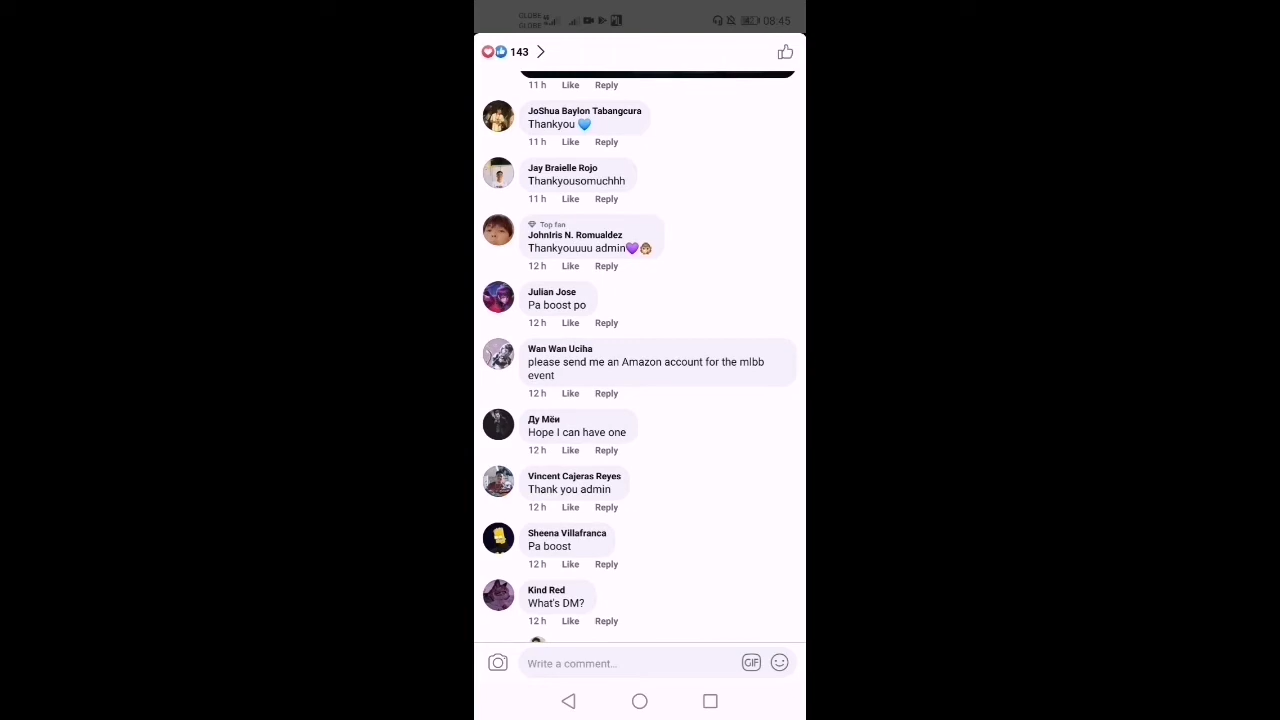 GLOBE
GLOBE
08:45
143
11 h Like Reply
JoShua Baylon Tabangcura
Thankyou 💙
11 h Like Reply
Jay Braielle Rojo
Thankyousomuchhh
11 h Like Reply
Top fan
JohnIris N. Romualdez
Thankyouuuu admin💜
12 h Like Reply
Julian Jose
Pa boost po
12 h Like Reply
Wan Wan Uciha
please send me an Amazon account for the mlbb
event
12 h Like Reply
Ду Мёи
Hope I can have one
12 h Like Reply
Vincent Cajeras Reyes
Thank you admin
12 h Like Reply
Sheena Villafranca
Pa boost
12 h Like Reply
Kind Red
What's DM?
12 h Like Reply
Write a comment...
GIF